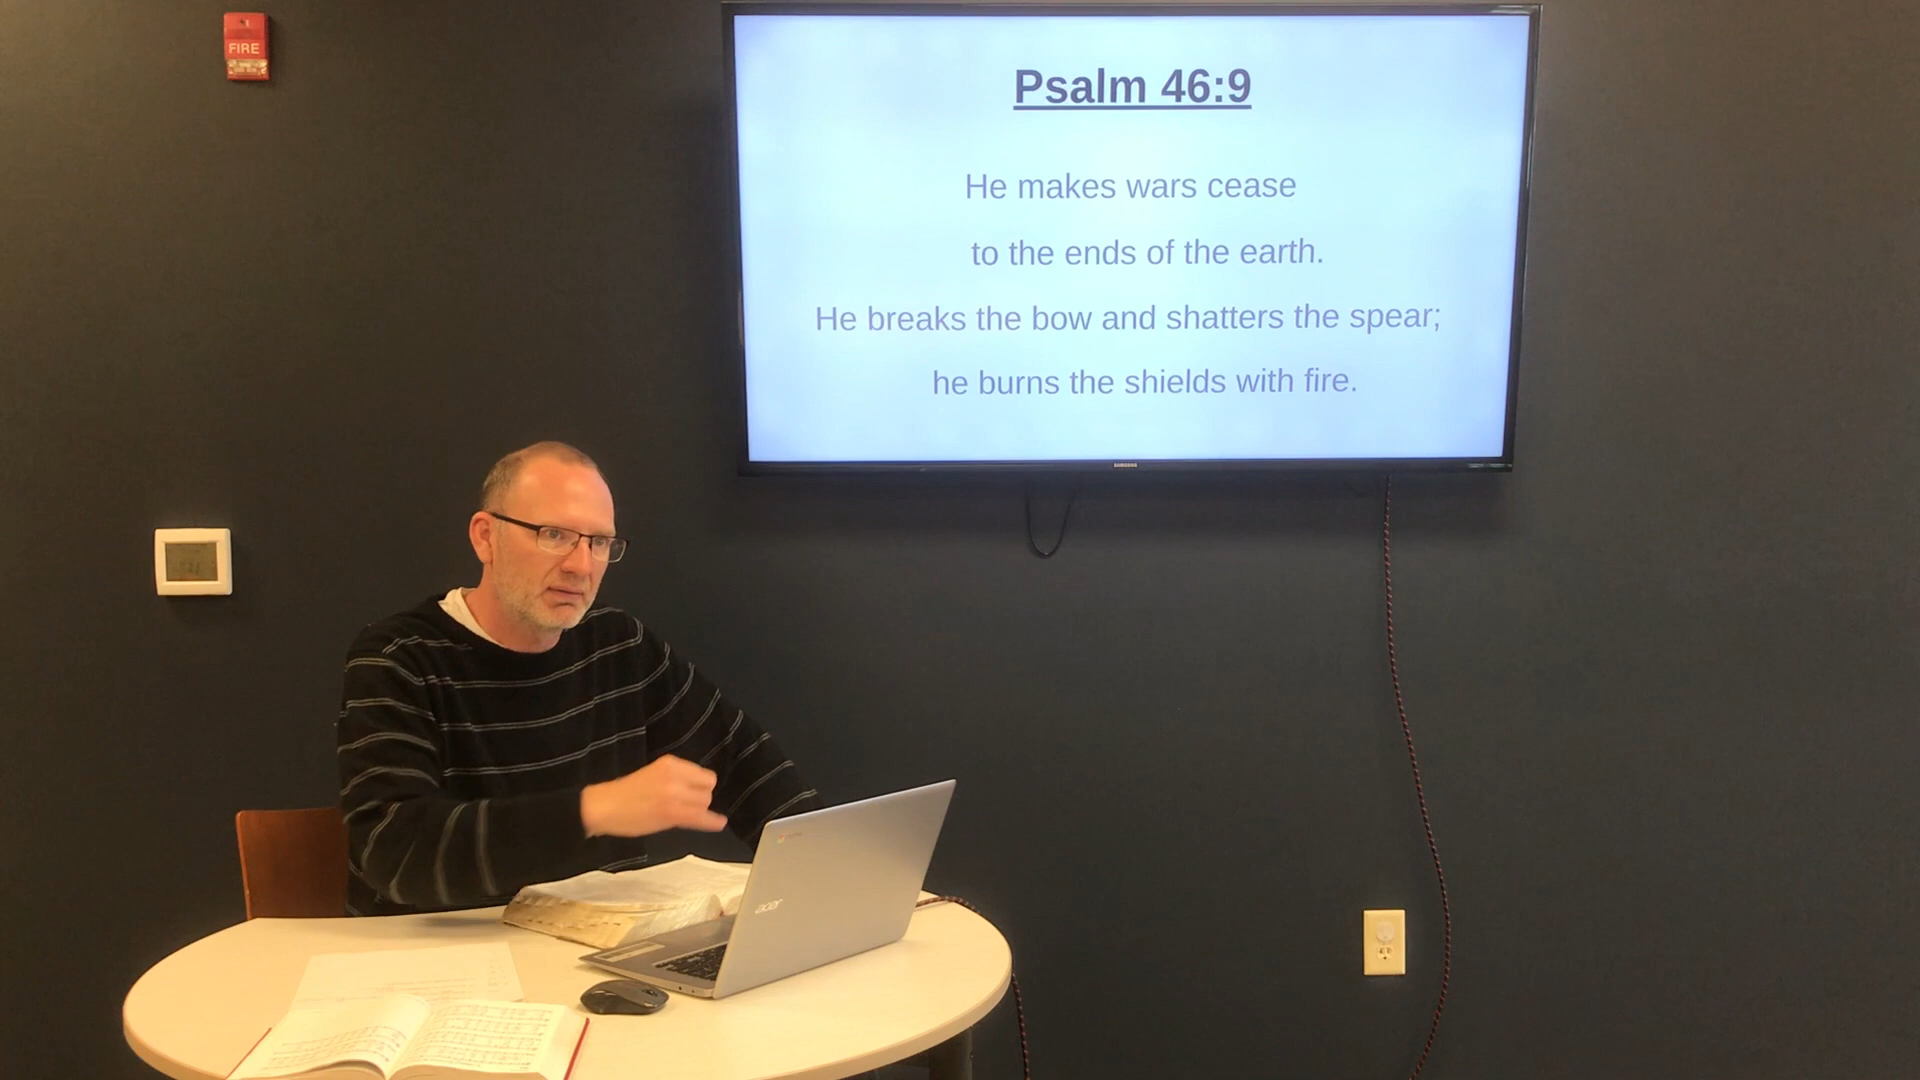 FIRE
Psalm 46:9
He makes wars cease
to the ends of the earth.
He breaks the bow and shatters the spear;
he burns the shields with fire.
SAMSUNG
acer